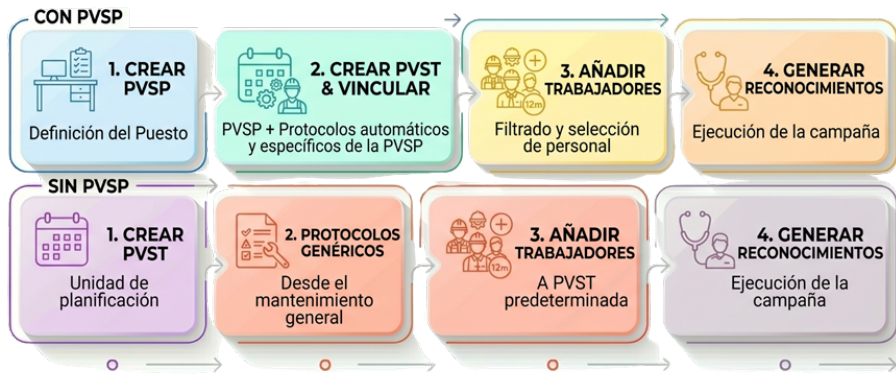 CON PVSP
1. CREAR
PVSP
Definición del Puesto
2. CREAR PVST
& VINCULAR
PVSP + Protocolos automáticos
y específicos de la PVSP
12m
3. AÑADIR
TRABAJADORES
Filtrado y selección
de personal
4. GENERAR
RECONOCIMIENTOS
Ejecución de la campaña
SIN PVSP
1. CREAR
PVST
Unidad de
planificación
2. PROTOCOLOS
GENÉRICOS
Desde el
mantenimiento
general
12m
3. AÑADIR
TRABAJADORES
A PVST
predeterminada
4. GENERAR
RECONOCIMIENTOS
Ejecución de la
campaña